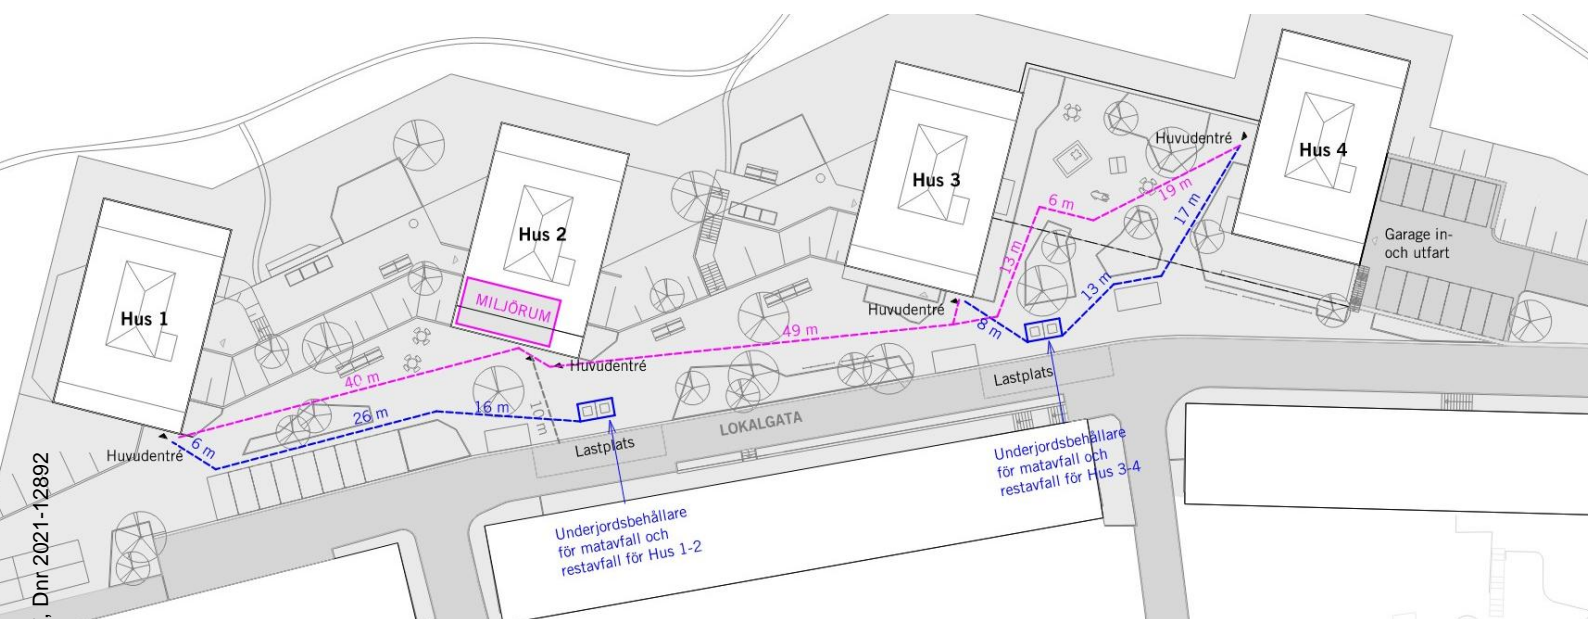 Hus 1
Hus 2
Hus 3
Hus 4
MILJÖRUM
Huvudentré
Huvudentré
Huvudentré
Huvudentré
Garage in-
och utfart
6 m
19 m
17 m
13 m
13 m
8 m
49 m
40 m
26 m
16 m
6 m
10 m
Lastplats
Lastplats
LOKALGATA
Underjordsbehållare
för matavfall och
restavfall för Hus 1-2
Underjordsbehållare
för matavfall och
restavfall för Hus 3-4
, Dnr 2021-12892